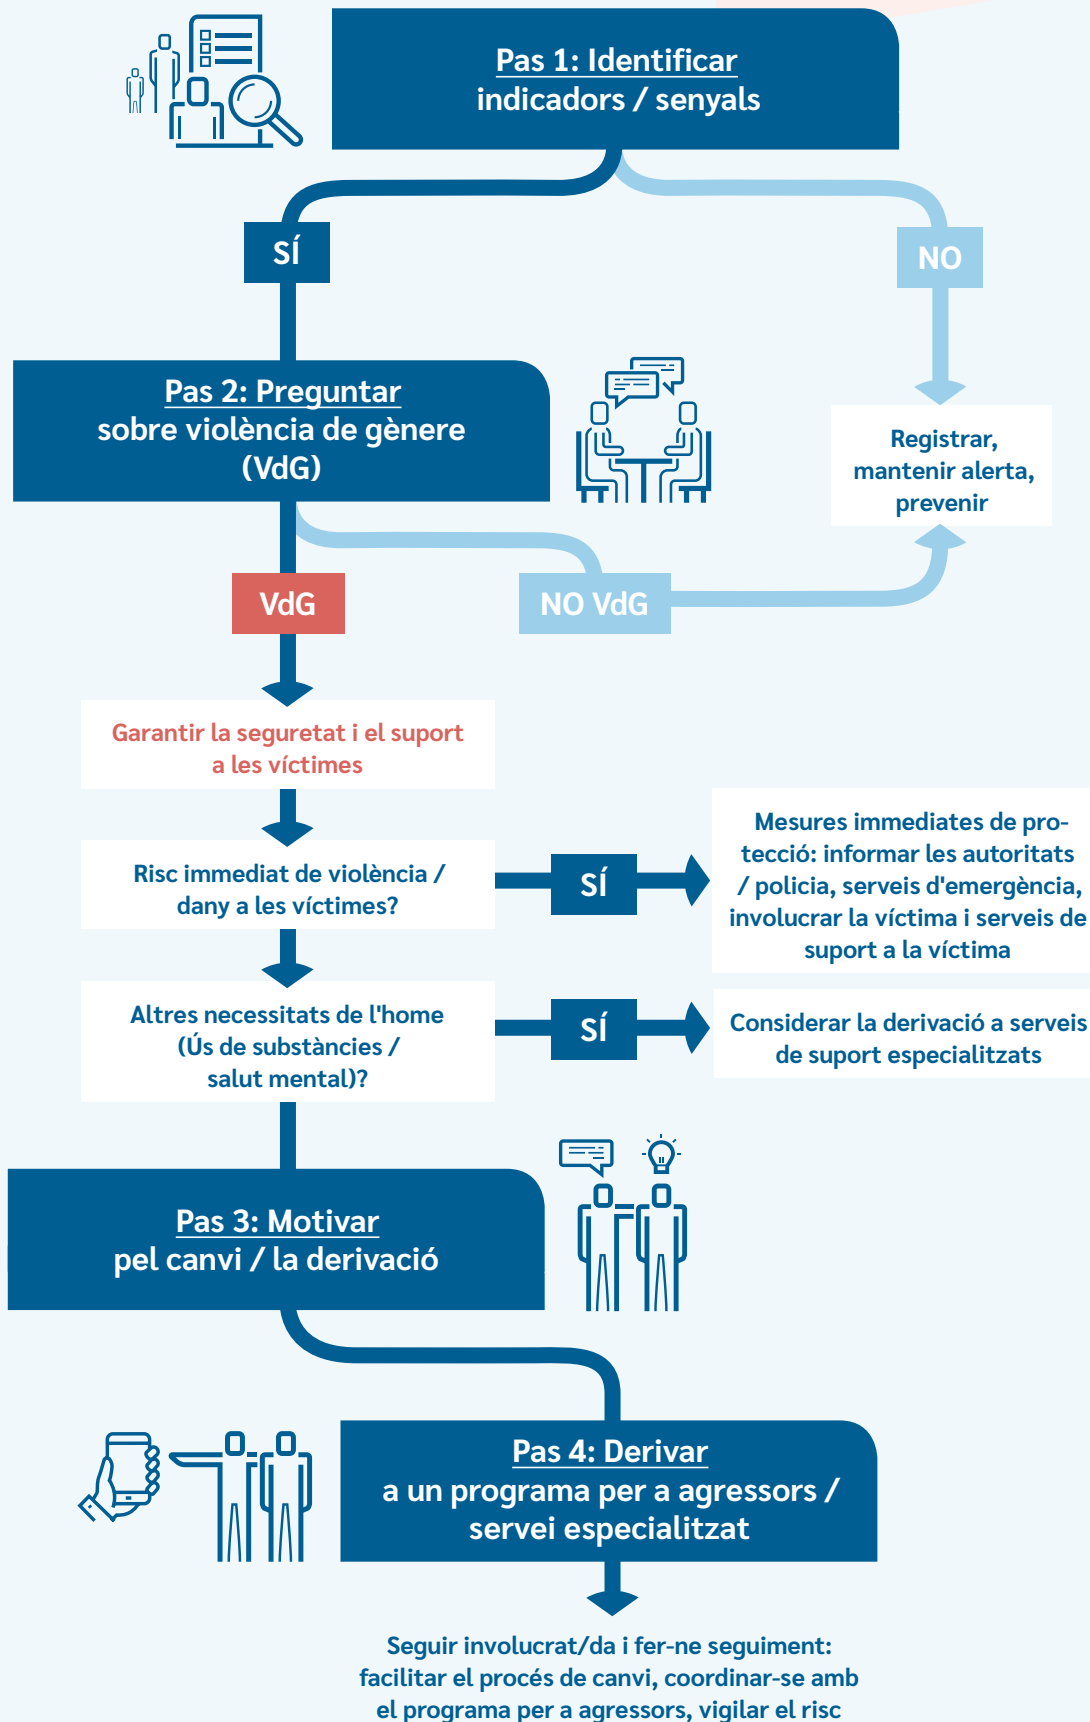 Pas 1: Identificar
indicadors / senyals
SÍ
NO
Pas 2: Preguntar
sobre violència de gènere
(VdG)
Registrar,
mantenir alerta,
prevenir
VdG
NO VdG
Garantir la seguretat i el suport
a les víctimes
Risc immediat de violència /
dany a les víctimes?
SÍ
Mesures immediates de pro-
tecció: informar les autoritats
/ policia, serveis d'emergència,
involucrar la víctima i serveis de
suport a la víctima
Altres necessitats de l'home
(Ús de substàncies /
salut mental)?
SÍ
Considerar la derivació a serveis
de suport especialitzats
Pas 3: Motivar
pel canvi / la derivació
Pas 4: Derivar
a un programa per a agressors /
servei especialitzat
Seguir involucrat/da i fer-ne seguiment:
facilitar el procés de canvi, coordinar-se amb
el programa per a agressors, vigilar el risc